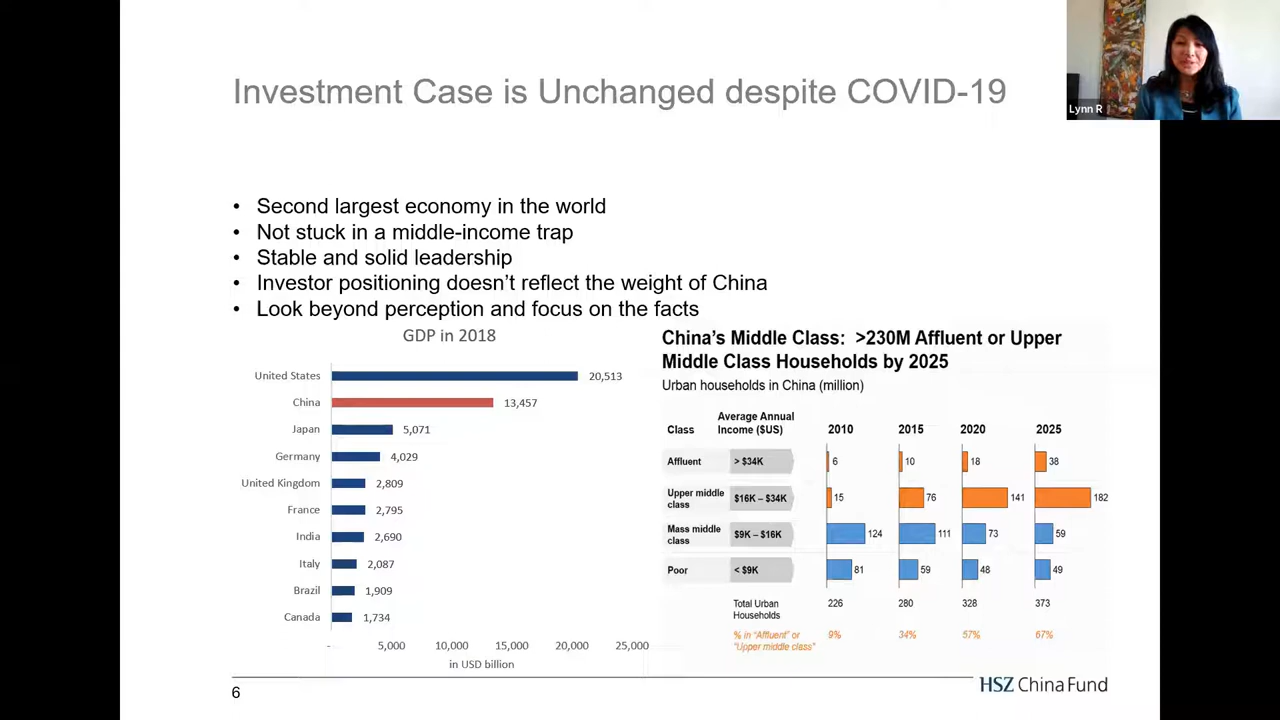 Investment Case is Unchanged despite COVID-19
Lynn R
• Second largest economy in the world
• Not stuck in a middle-income trap
• Stable and solid leadership
• Investor positioning doesn’t reflect the weight of China
• Look beyond perception and focus on the facts
GDP in 2018
United States 20,513
China 13,457
Japan 5,071
Germany 4,029
United Kingdom 2,809
France 2,795
India 2,690
Italy 2,087
Brazil 1,909
Canada 1,734
- 5,000 10,000 15,000 20,000 25,000
in USD billion
China’s Middle Class: >230M Affluent or Upper
Middle Class Households by 2025
Urban households in China (million)
Class
Average Annual
Income ($US)
2010 2015 2020 2025
Affluent > $34K 6 10 18 38
Upper middle
class
$16K – $34K 15 76 141 182
Mass middle
class
$9K – $16K 124 111 73 59
Poor < $9K 81 59 48 49
Total Urban
Households
226 280 328 373
% in "Affluent" or
"Upper middle class"
9% 34% 57% 67%
6
HSZ China Fund